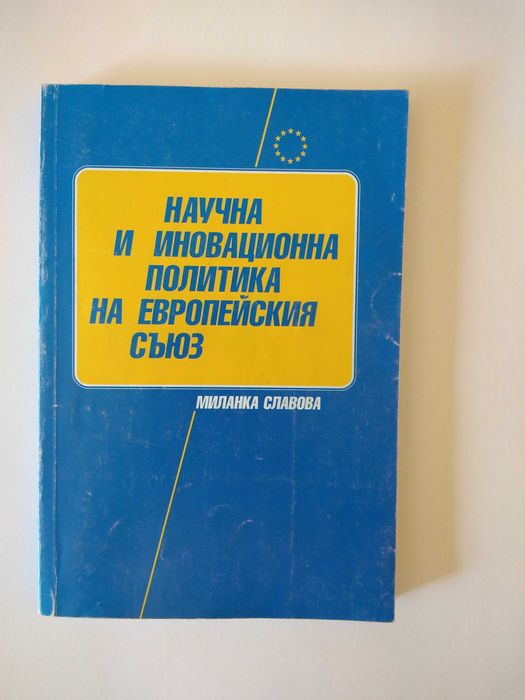 НАУЧНА
И ИНОВАЦИОННА
ПОЛИТИКА
НА ЕВРОПЕЙСКИЯ
СЪЮЗ
МИЛАНКА СЛАВОВА